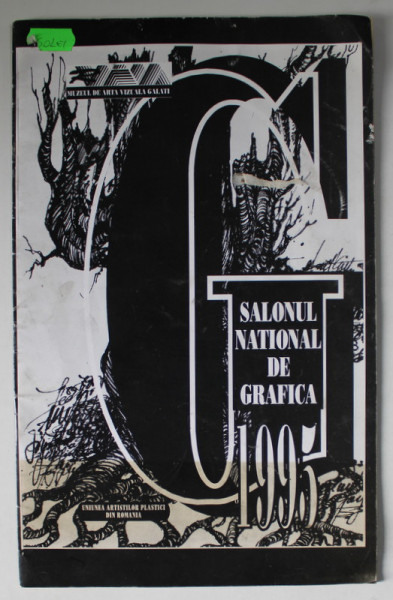 MUZEUL DE ARTA VIZUALA GALATI
G
SALONUL
NATIONAL
DE
GRAFICA
1995
UNIUNEA ARTISTILOR PLASTICI
DIN ROMANIA